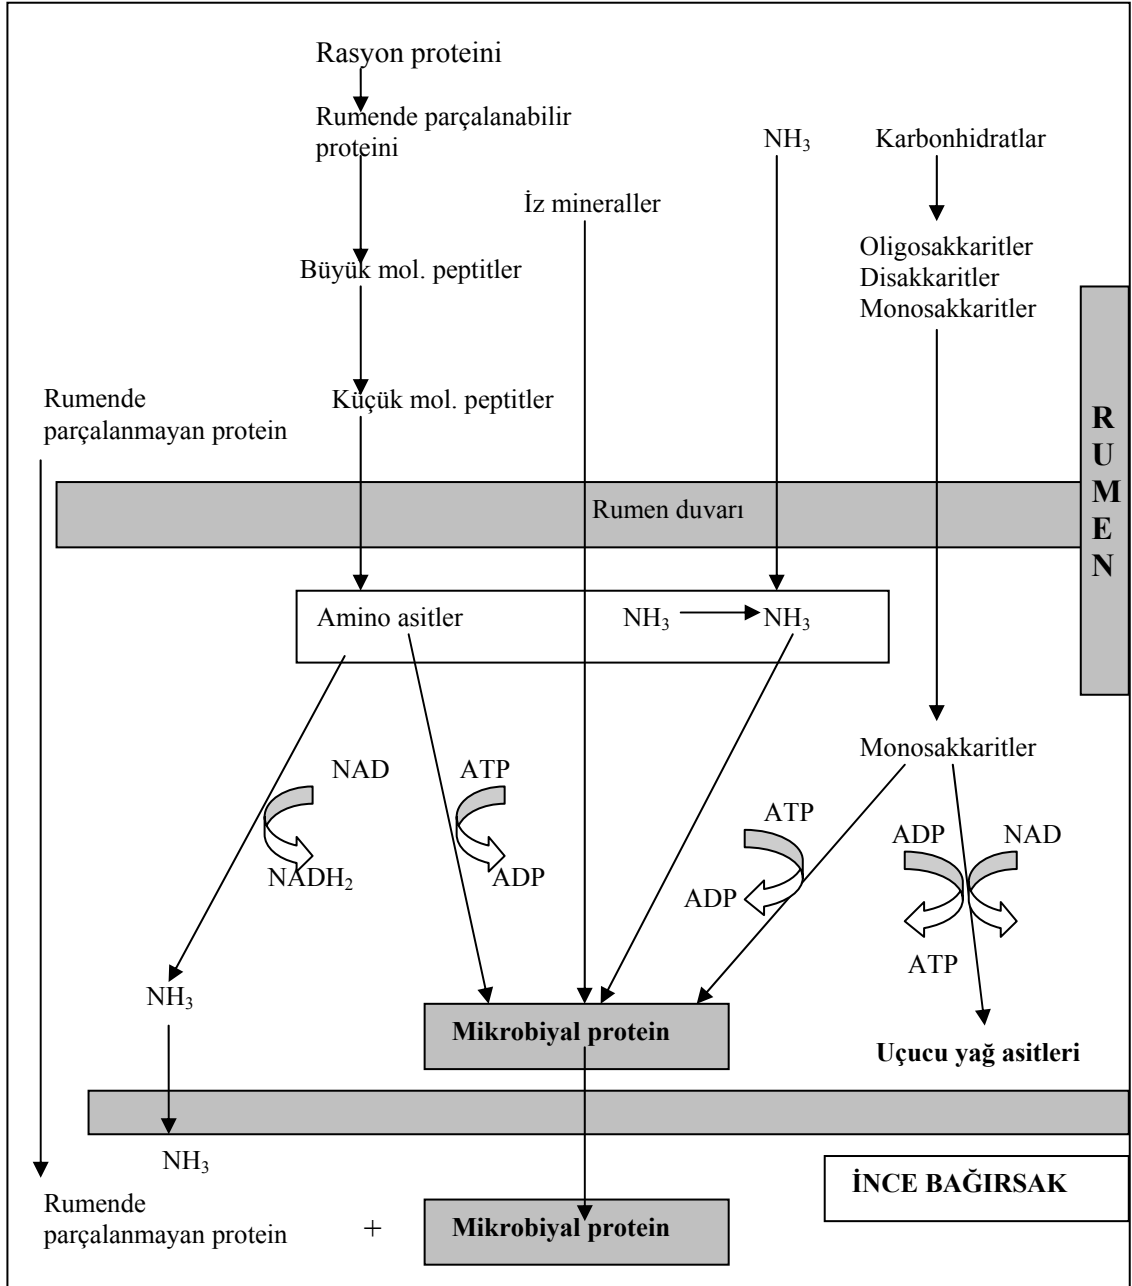 Rasyon proteini
Rumende parçalanabilir
proteini
NH₃
Karbonhidratlar
İz mineraller
Oligosakkaritler
Disakkaritler
Monosakkaritler
Büyük mol. peptitler
Küçük mol. peptitler
Rumende
parçalanmayan protein
RUMEN
Rumen duvarı
Amino asitler
NH₃
NH₃
Monosakkaritler
NAD
NADH₂
ATP
ADP
ATP
ADP
ADP
ATP
NAD
NH₃
Mikrobiyal protein
Uçucu yağ asitleri
NH₃
İNCE BAĞIRSAK
Rumende
parçalanmayan protein
+
Mikrobiyal protein